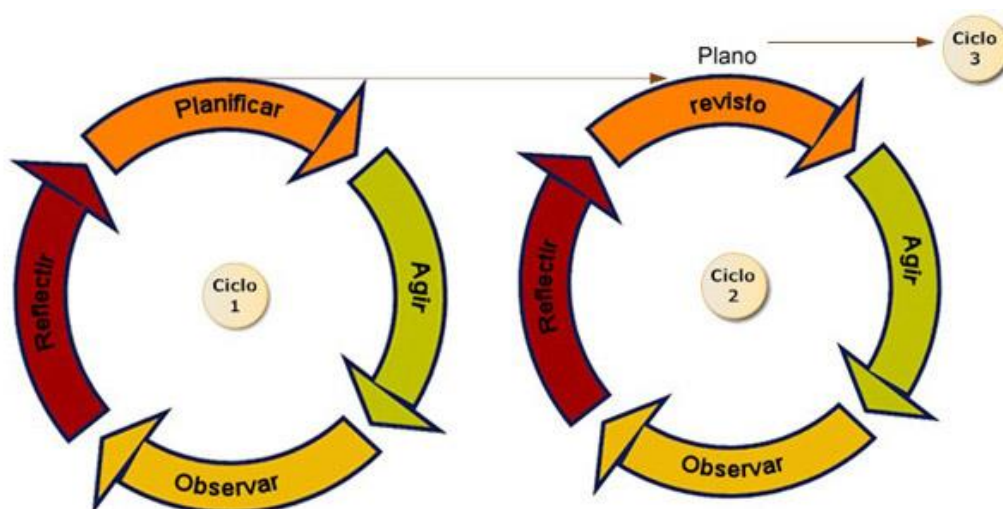 Planificar
Agir
Observar
Reflectir
Ciclo
1
Plano
revisto
Agir
Observar
Reflectir
Ciclo
2
Ciclo
3